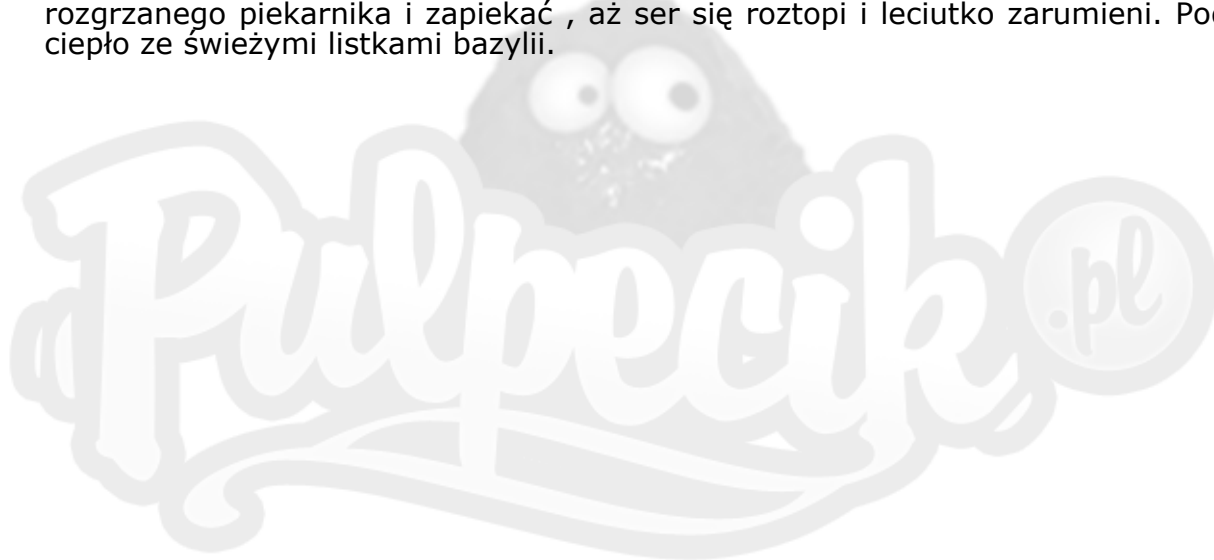 rozgrzanego piekarnika i zapiekać , aż ser się roztopi i leciutko zarumieni.
ciepło ze świeżymi listkami bazylii.
Pulpecik .pl